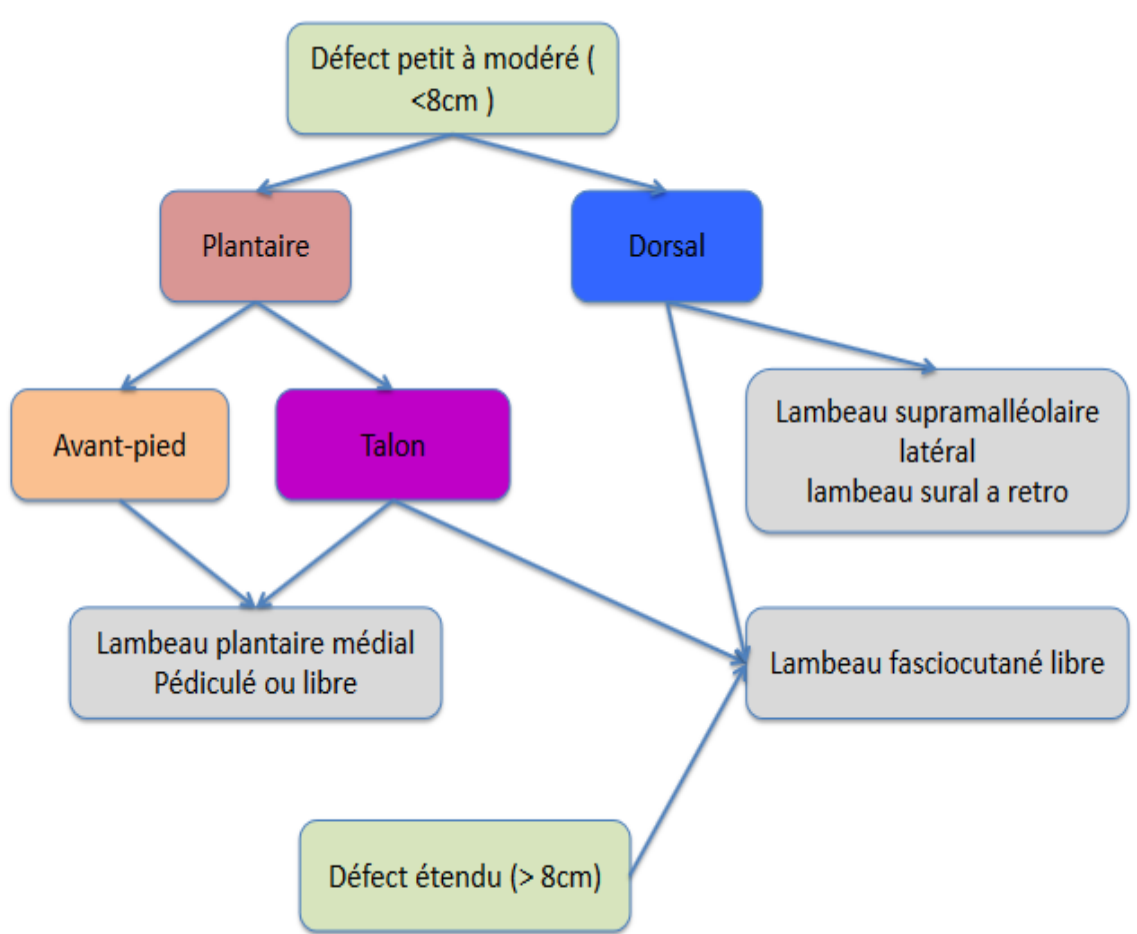 Défect petit à modéré (
<8cm )
Plantaire
Dorsal
Avant-pied
Talon
Lambeau supramalléolaire
latéral
lambeau sural a retro
Lambeau plantaire médial
Pédiculé ou libre
Lambeau fasciocutané libre
Défect étendu (> 8cm)